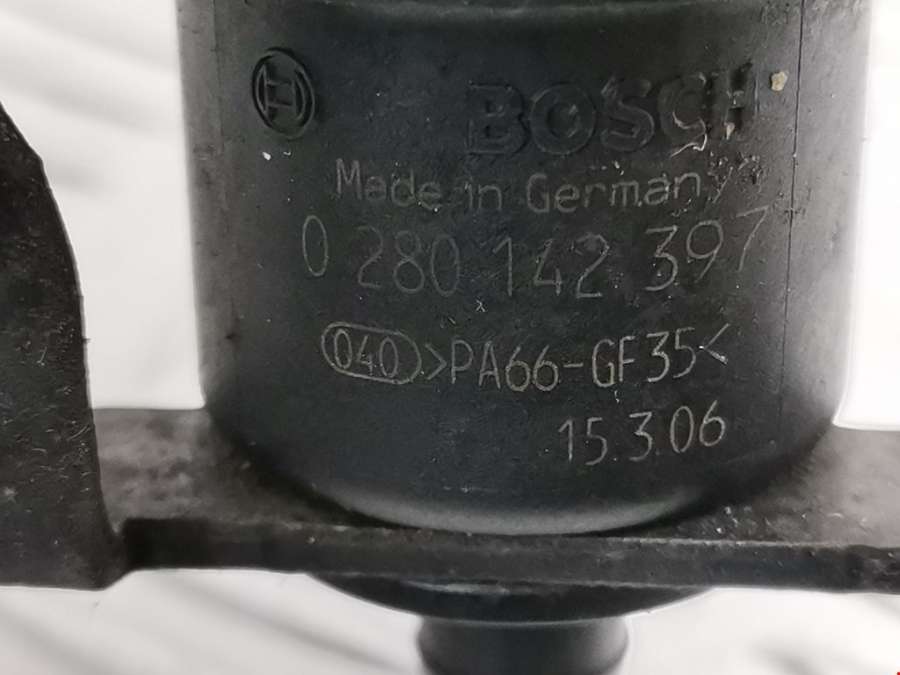 BOSCH
Made in Germany
0 280 142 397
040 >PA66-GF35<
15.3.06